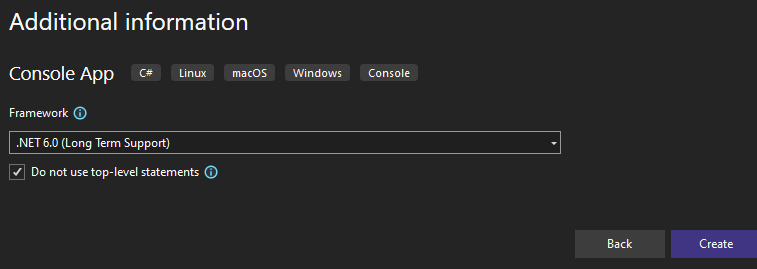 Additional information
Console App C# Linux macOS Windows Console
Framework
.NET 6.0 (Long Term Support)
Do not use top-level statements
Back Create